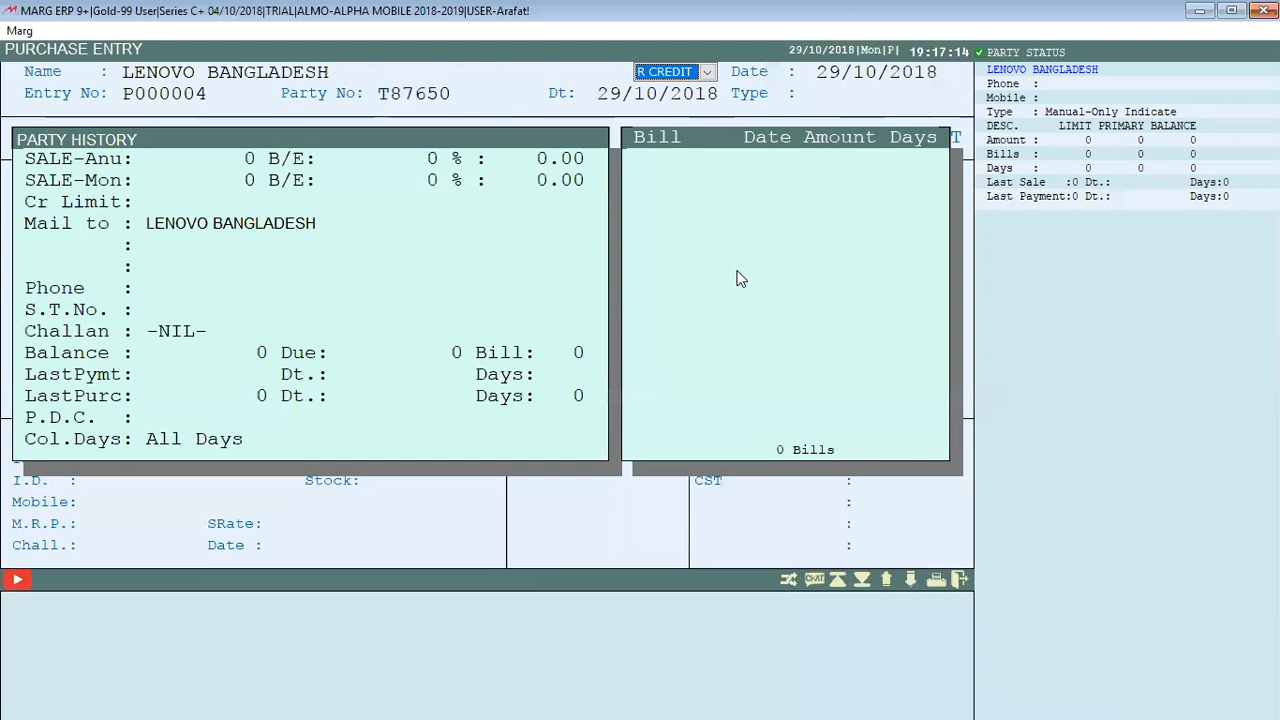 MARG ERP 9+|Gold-99 User|Series C+ 04/10/2018|TRIAL|ALMO-ALPHA MOBILE 2018-2019|USER-Arafat!
Marg
PURCHASE ENTRY 29/10/2018|Mon|P| 19:17:14
Name : LENOVO BANGLADESH R CREDIT Date : 29/10/2018
Entry No: P000004 Party No: T87650 Dt: 29/10/2018 Type :
PARTY HISTORY
SALE-Anu: 0 B/E: 0 % : 0.00
SALE-Mon: 0 B/E: 0 % : 0.00
Cr Limit:
Mail to : LENOVO BANGLADESH
:
:
Phone :
S.T.No. :
Challan : -NIL-
Balance : 0 Due: 0 Bill: 0
LastPymt: Dt.: Days:
LastPurc: 0 Dt.: Days: 0
P.D.C. :
Col.Days: All Days
Bill Date Amount Days T
0 Bills
I.D. : Stock: CST :
Mobile: :
M.R.P.: SRate: :
Chall.: Date : :
CHAT
PARTY STATUS
LENOVO BANGLADESH
Phone :
Mobile :
Type : Manual-Only Indicate
DESC. LIMIT PRIMARY BALANCE
Amount : 0 0 0
Bills : 0 0 0
Days : 0 0 0
Last Sale :0 Dt.: Days:0
Last Payment:0 Dt.: Days:0